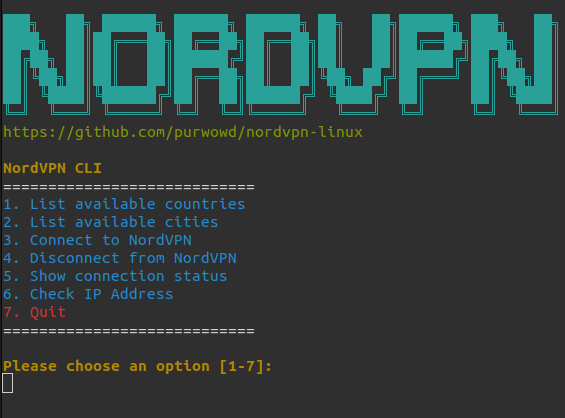 NORDVPN
https://github.com/purwowd/nordvpn-linux
NordVPN CLI
============================
1. List available countries
2. List available cities
3. Connect to NordVPN
4. Disconnect from NordVPN
5. Show connection status
6. Check IP Address
7. Quit
============================
Please choose an option [1-7]: